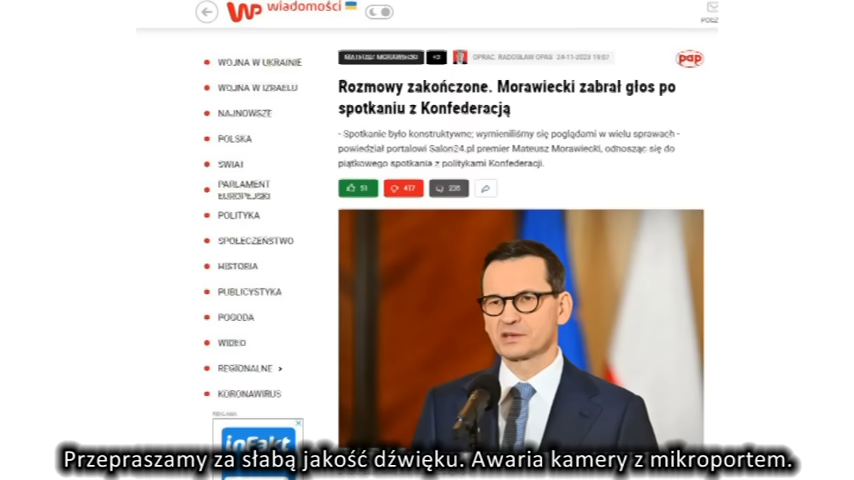 wiadomości
WOJNA W UKRAINIE
WOJNA W IZRAELU
NAJNOWSZE
POLSKA
ŚWIAT
PARLAMENT
EUROPEJSKI
POLITYKA
SPOŁECZEŃSTWO
HISTORIA
PUBLICYSTYKA
POGODA
WIDEO
REGIONALNE >
KORONAWIRUS
REKLAMA
MATEUSZ MORAWIECKI +2 OPRAC. RADOSŁAW OPAS 24-11-2023 19:07
pap
Rozmowy zakończone. Morawiecki zabrał głos po
spotkaniu z Konfederacją
- Spotkanie było konstruktywne; wymieniliśmy się poglądami w wielu sprawach -
powiedział portalowi Salon24.pl premier Mateusz Morawiecki, odnosząc się do
piątkowego spotkania z politykami Konfederacji.
51 417 235
inFakt
Przepraszamy za słabą jakość dźwięku. Awaria kamery z mikroportem.